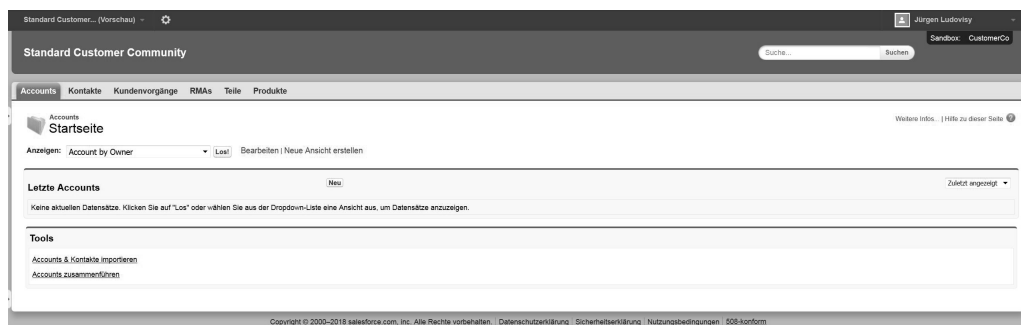 Standard Customer... (Vorschau)
Jürgen Ludovisy
Sandbox: CustomerCo
Standard Customer Community
Suche...
Suchen
Accounts Kontakte Kundenvorgänge RMAs Teile Produkte
Accounts
Startseite
Weitere Infos... | Hilfe zu dieser Seite ?
Anzeigen: Account by Owner Los! Bearbeiten | Neue Ansicht erstellen
Letzte Accounts Neu Zuletzt angezeigt
Keine aktuellen Datensätze. Klicken Sie auf "Los" oder wählen Sie aus der Dropdown-Liste eine Ansicht aus, um Datensätze anzuzeigen.
Tools
Accounts & Kontakte importieren
Accounts zusammenführen
Copyright © 2000–2018 salesforce.com, inc. Alle Rechte vorbehalten. | Datenschutzerklärung | Sicherheitserklärung | Nutzungsbedingungen | 508-konform